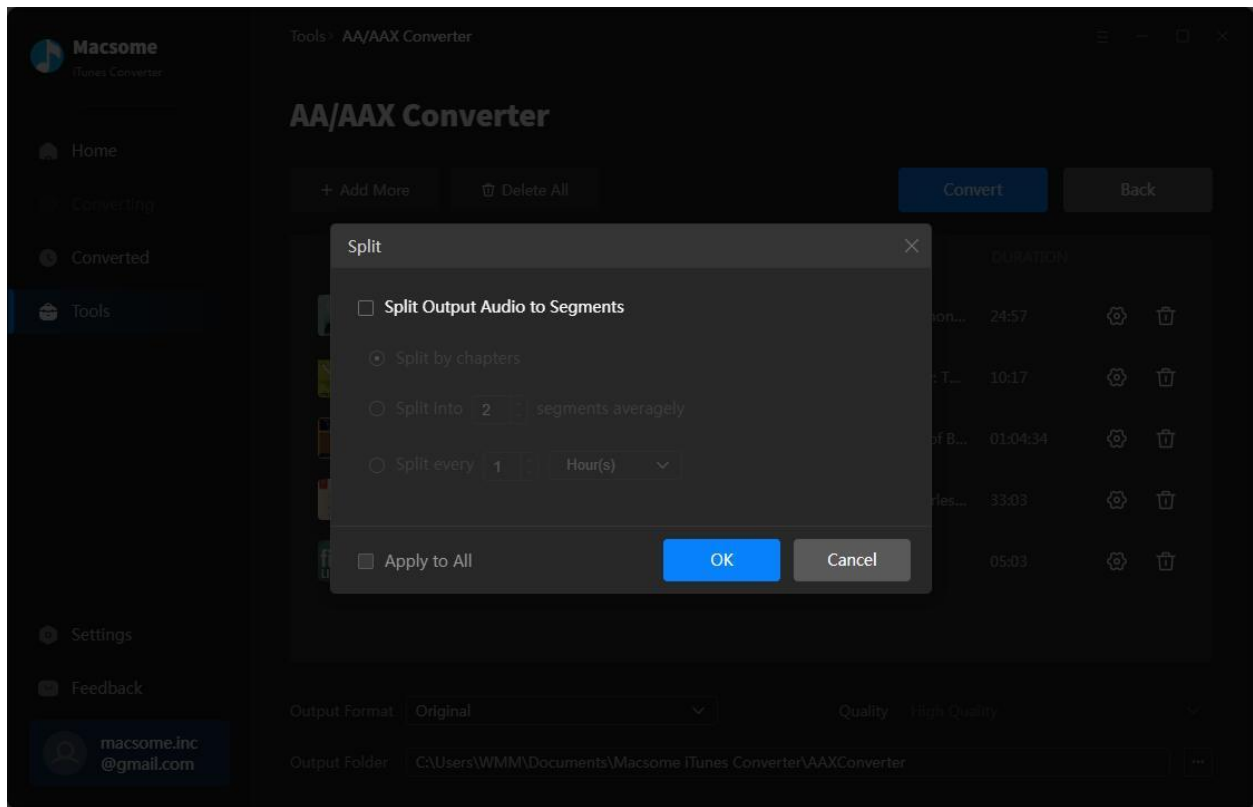 Macsome
iTunes Converter
Tools> AA/AAX Converter
AA/AAX Converter
Home
+ Add More
Delete All
Convert
Back
Converting
Converted
Tools
Split
DURATION
Split Output Audio to Segments
24:57
Split by chapters
10:17
Split into 2 segments averagely
of B... 01:04:34
Split every 1 Hour(s)
33:03
Apply to All
OK
Cancel
05:03
Settings
Feedback
Output Format Original
Quality High Quality
macsome.inc
@gmail.com
Output Folder C:\Users\WMM\Documents\Macsome iTunes Converter\AAXConverter
...